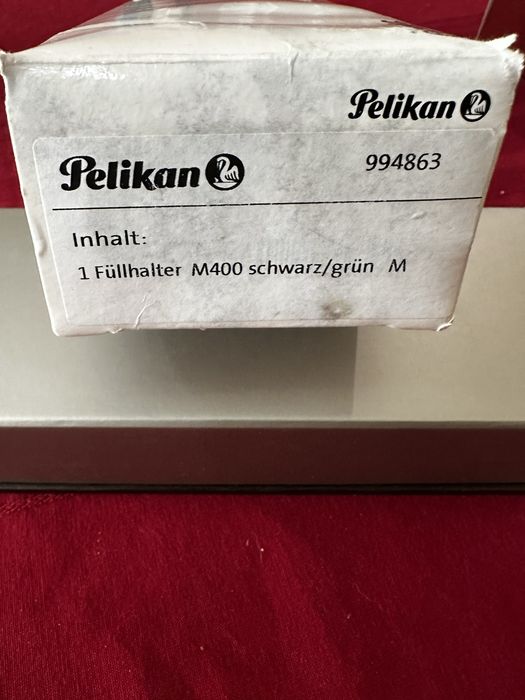 Pelikan
Pelikan 994863
Inhalt:
1 Füllhalter M400 schwarz/grün M